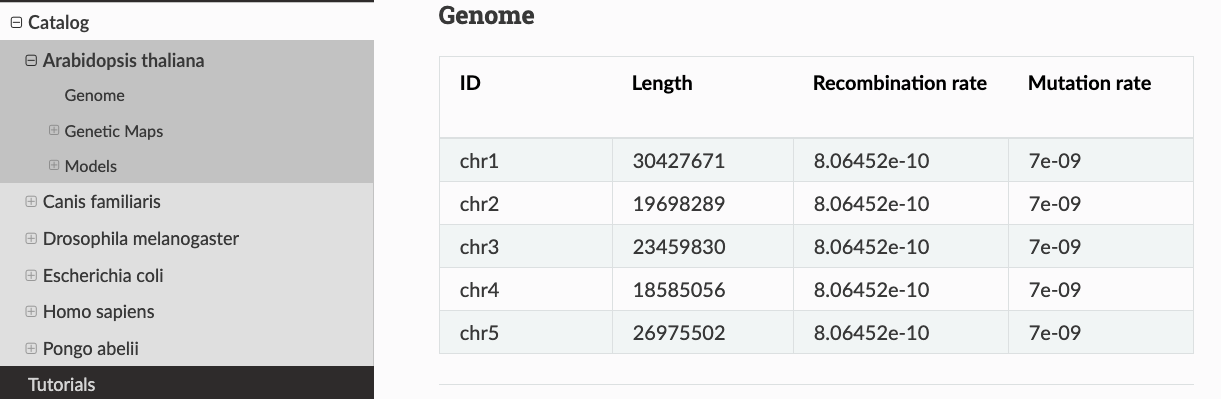 Catalog
Arabidopsis thaliana
Genome
Genetic Maps
Models
Canis familiaris
Drosophila melanogaster
Escherichia coli
Homo sapiens
Pongo abelii
Tutorials
Genome
ID Length Recombination rate Mutation rate
chr1 30427671 8.06452e-10 7e-09
chr2 19698289 8.06452e-10 7e-09
chr3 23459830 8.06452e-10 7e-09
chr4 18585056 8.06452e-10 7e-09
chr5 26975502 8.06452e-10 7e-09